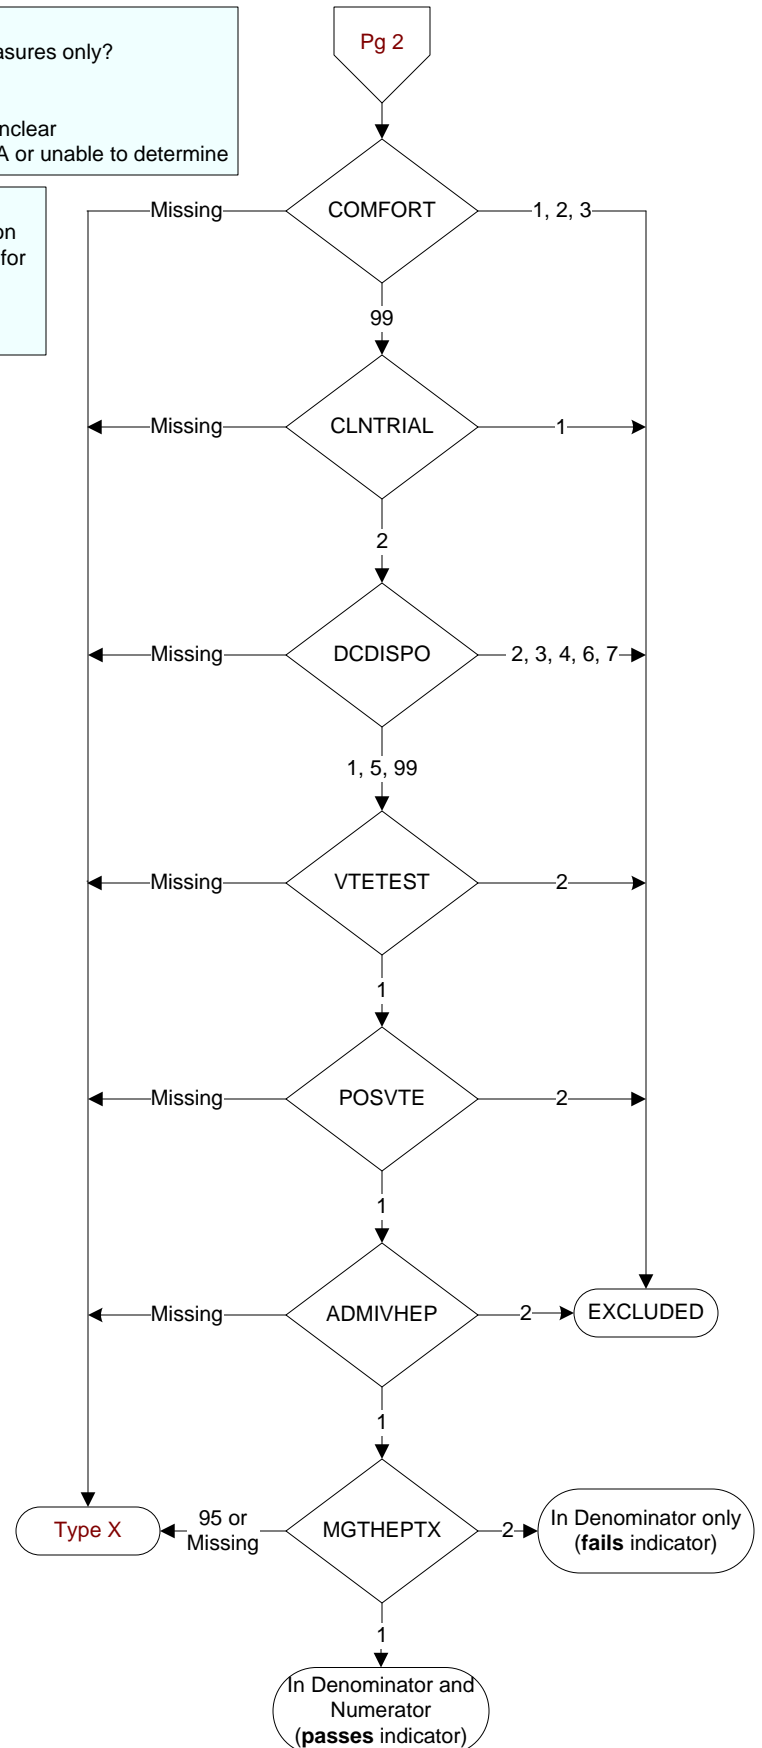 Pg 2
asures only?
nclear
A or unable to determine
on
for
COMFORT
Missing
1, 2, 3
99
CLNTRIAL
Missing
1
2
DCDISPO
Missing
2, 3, 4, 6, 7
1, 5, 99
VTETEST
Missing
2
1
POSVTE
Missing
2
1
ADMIVHEP
Missing
2
EXCLUDED
1
MGTHEPTX
95 or
Missing
Type X
2
In Denominator only
(fails indicator)
1
In Denominator and
Numerator
(passes indicator)